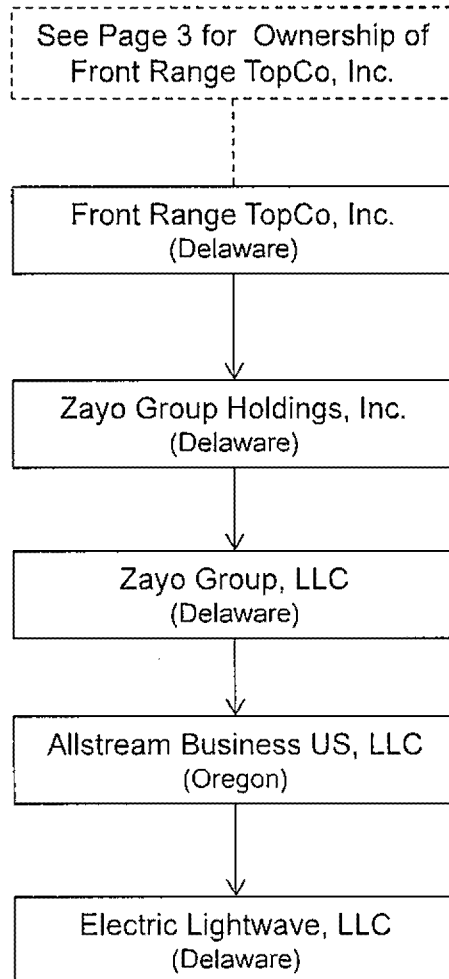 See Page 3 for Ownership of
Front Range TopCo, Inc.
Front Range TopCo, Inc.
(Delaware)
Zayo Group Holdings, Inc.
(Delaware)
Zayo Group, LLC
(Delaware)
Allstream Business US, LLC
(Oregon)
Electric Lightwave, LLC
(Delaware)